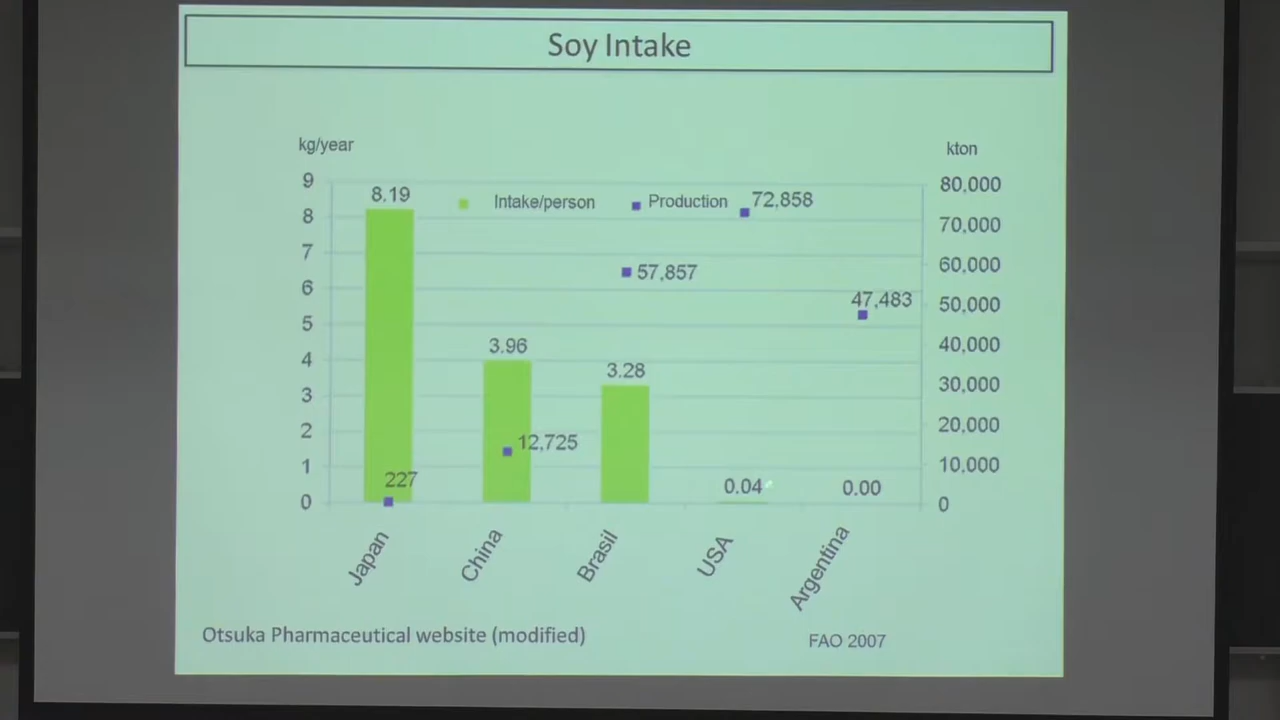 Soy Intake
kg/year
kton
9
8
7
6
5
4
3
2
1
0
80,000
70,000
60,000
50,000
40,000
30,000
20,000
10,000
0
Intake/person
Production
8.19
3.96
3.28
0.04
0.00
227
12,725
57,857
72,858
47,483
Japan
China
Brasil
USA
Argentina
Otsuka Pharmaceutical website (modified)
FAO 2007